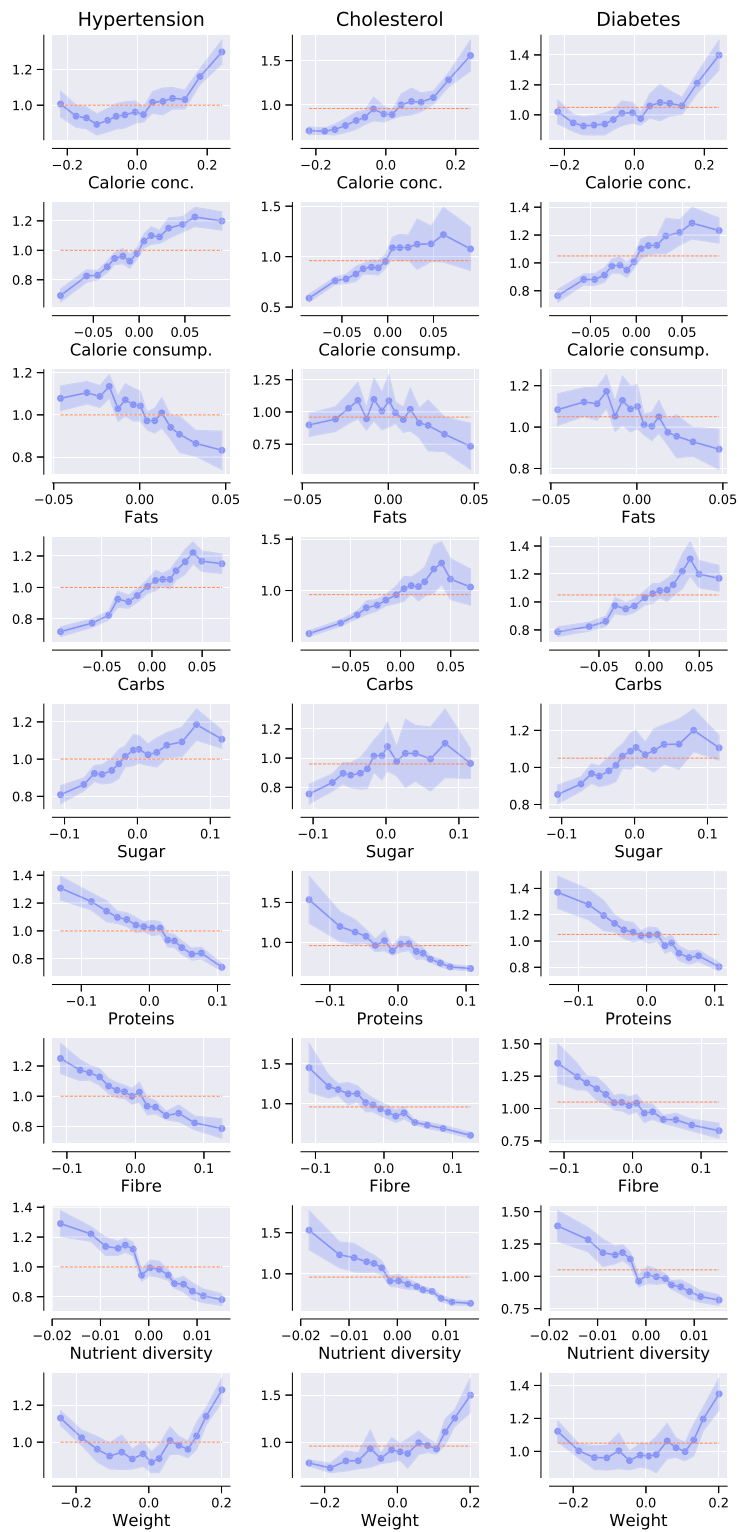 Hypertension Cholesterol Diabetes
1.2 1.0
−0.2 0.0 0.2
Calorie conc.
1.5 1.0
−0.2 0.0 0.2
Calorie conc.
1.4 1.2 1.0
−0.2 0.0 0.2
Calorie conc.
1.2 1.0 0.8
−0.05 0.00 0.05
Calorie consump.
1.5 1.0 0.5
−0.05 0.00 0.05
Calorie consump.
1.4 1.2 1.0 0.8
−0.05 0.00 0.05
Calorie consump.
1.2 1.0 0.8
−0.05 0.00 0.05
Fats
1.25 1.00 0.75
−0.05 0.00 0.05
Fats
1.2 1.0 0.8
−0.05 0.00 0.05
Fats
1.2 1.0 0.8
−0.05 0.00 0.05
Carbs
1.5 1.0
−0.05 0.00 0.05
Carbs
1.4 1.2 1.0 0.8
−0.05 0.00 0.05
Carbs
1.2 1.0 0.8
−0.1 0.0 0.1
Sugar
1.2 1.0 0.8
−0.1 0.0 0.1
Sugar
1.2 1.0 0.8
−0.1 0.0 0.1
Sugar
1.4 1.2 1.0 0.8
−0.1 0.0 0.1
Proteins
1.5 1.0
−0.1 0.0 0.1
Proteins
1.4 1.2 1.0 0.8
−0.1 0.0 0.1
Proteins
1.2 1.0 0.8
−0.1 0.0 0.1
Fibre
1.5 1.0
−0.1 0.0 0.1
Fibre
1.50 1.25 1.00 0.75
−0.1 0.0 0.1
Fibre
1.4 1.2 1.0 0.8
−0.02 −0.01 0.00 0.01
Nutrient diversity
1.5 1.0
−0.02 −0.01 0.00 0.01
Nutrient diversity
1.50 1.25 1.00 0.75
−0.02 −0.01 0.00 0.01
Nutrient diversity
1.2 1.0
−0.2 0.0 0.2
Weight
1.5 1.0
−0.2 0.0 0.2
Weight
1.4 1.2 1.0
−0.2 0.0 0.2
Weight